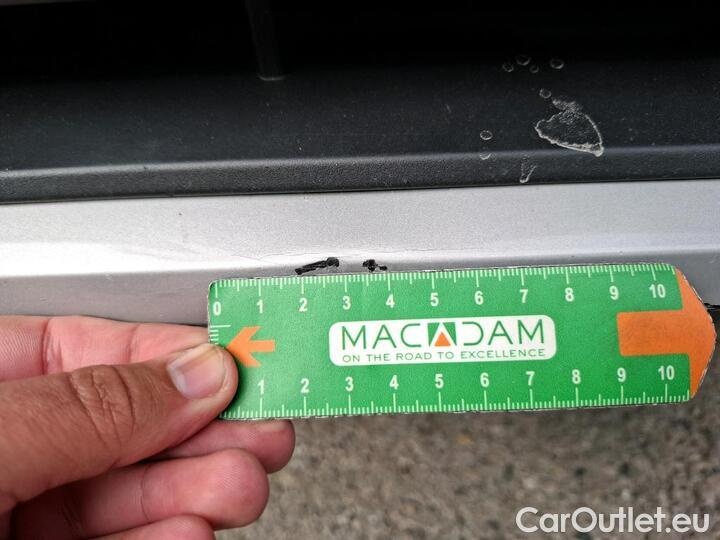 0 1 2 3 4 5 6 7 8 9 10
MACADAM
ON THE ROAD TO EXCELLENCE
1 2 3 4 5 6 7 8 9 10
CarOutlet.eu